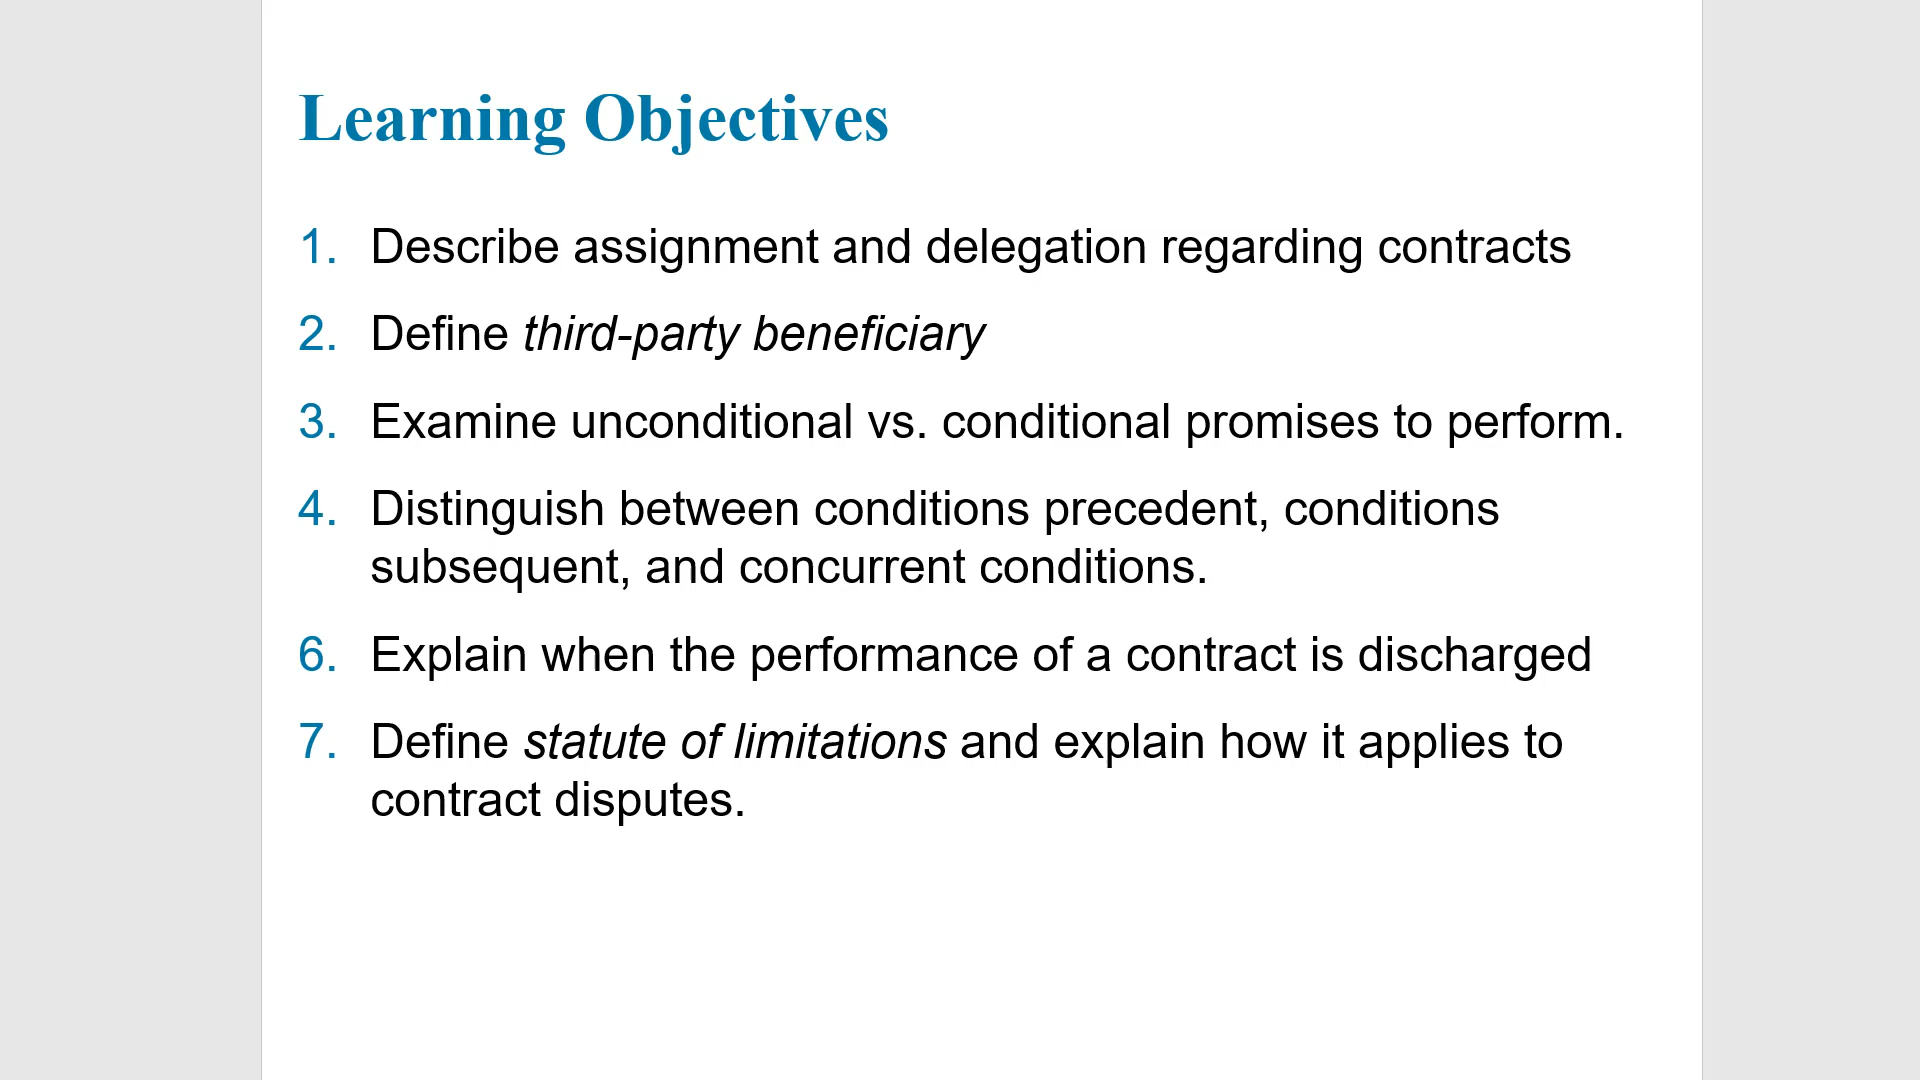 Learning Objectives
1. Describe assignment and delegation regarding contracts
2. Define third-party beneficiary
3. Examine unconditional vs. conditional promises to perform.
4. Distinguish between conditions precedent, conditions
subsequent, and concurrent conditions.
6. Explain when the performance of a contract is discharged
7. Define statute of limitations and explain how it applies to
contract disputes.